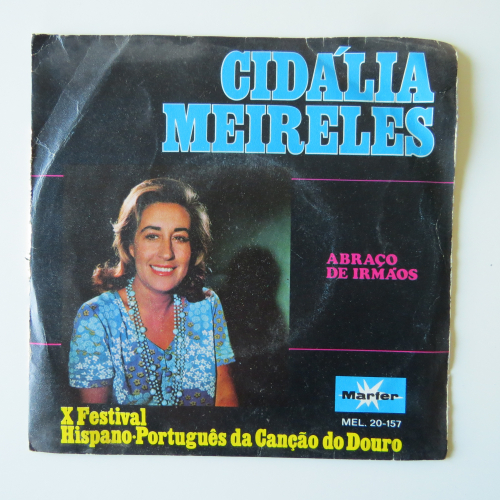 CIDÁLIA
MEIRELES
ABRAÇO
DE IRMÃOS
Marfer
MEL. 20-157
X Festival
Hispano-Português da Canção do Douro